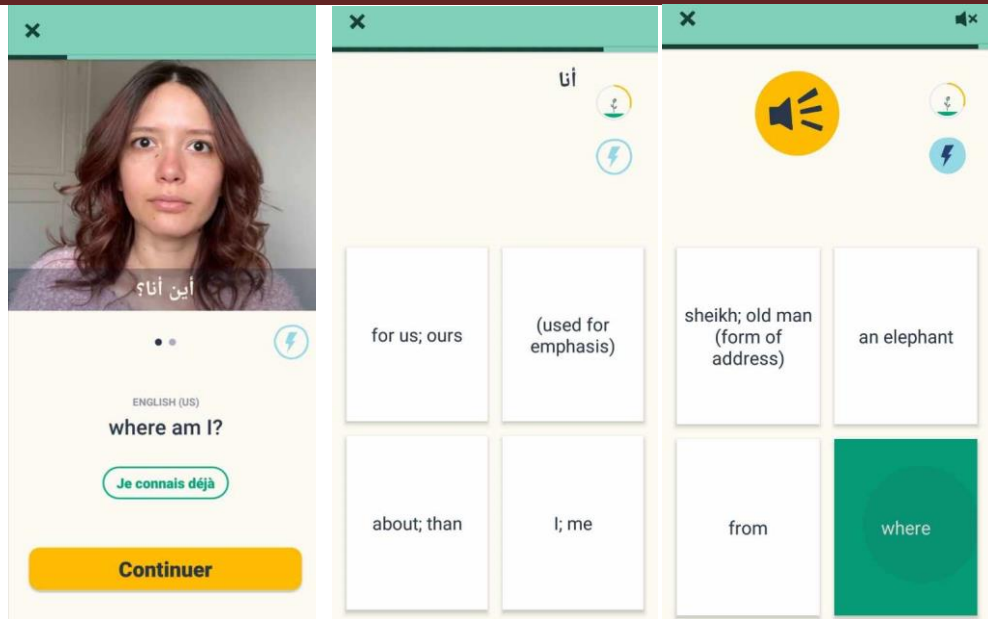 أين أنا؟
ENGLISH (US)
where am I?
Je connais déjà
Continuer
أنا
for us; ours
(used for
emphasis)
about; than
I; me
sheikh; old man
(form of
address)
an elephant
from
where